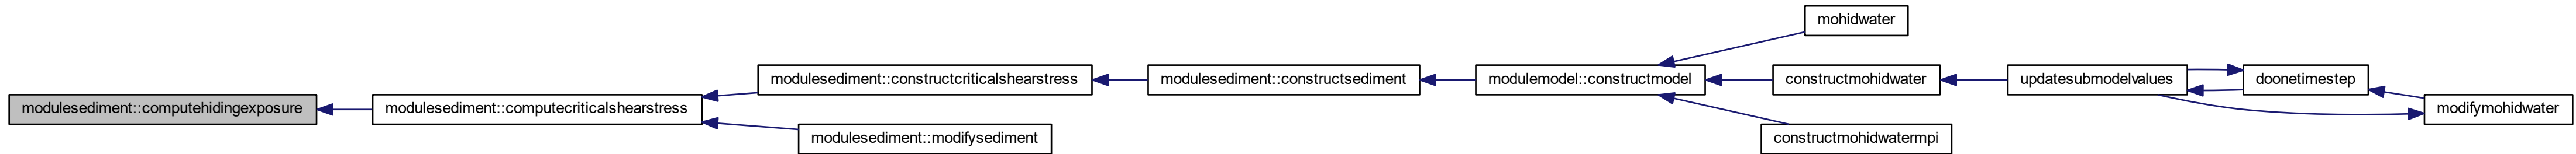 mohidwater
modulesediment::constructcriticalshearstress
modulesediment::constructsediment
modulemodel::constructmodel
constructmohidwater
updatesubmodelvalues
doonetimestep
modulesediment::computehidingexposure
modulesediment::computecriticalshearstress
modifymohidwater
modulesediment::modifysediment
constructmohidwatermpi